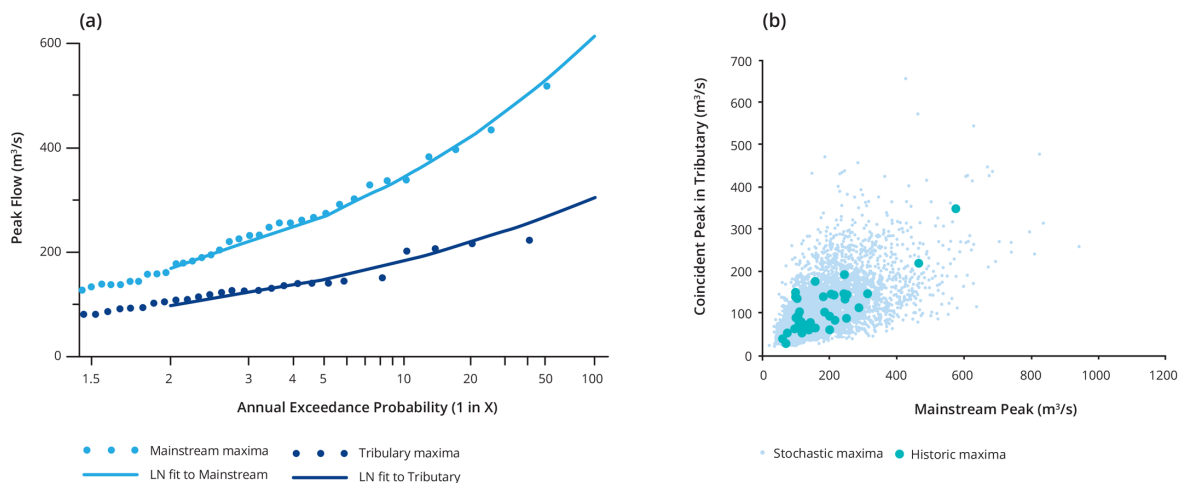 (a)
600
400
200
0
Peak Flow (m³/s)
1.5 2 3 4 5 10 20 50 100
Annual Exceedance Probability (1 in X)
Mainstream maxima
Tribulary maxima
LN fit to Mainstream
LN fit to Tributary
(b)
700
600
500
400
300
200
100
0
Coincident Peak in Tributary (m³/s)
0 200 400 600 800 1000 1200
Mainstream Peak (m³/s)
Stochastic maxima
Historic maxima